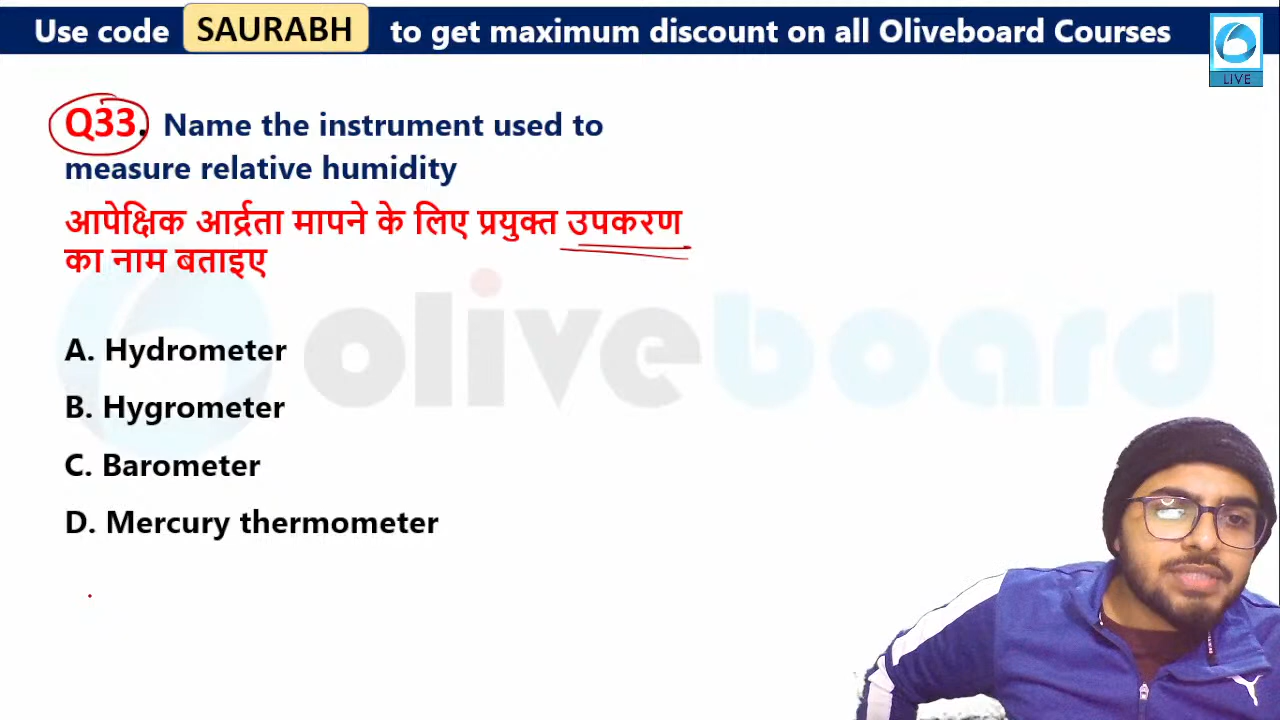 Use code SAURABH to get maximum discount on all Oliveboard Courses
LIVE
Q33. Name the instrument used to
measure relative humidity
आपेक्षिक आर्द्रता मापने के लिए प्रयुक्त उपकरण
का नाम बताइए
oliveboard
A. Hydrometer
B. Hygrometer
C. Barometer
D. Mercury thermometer